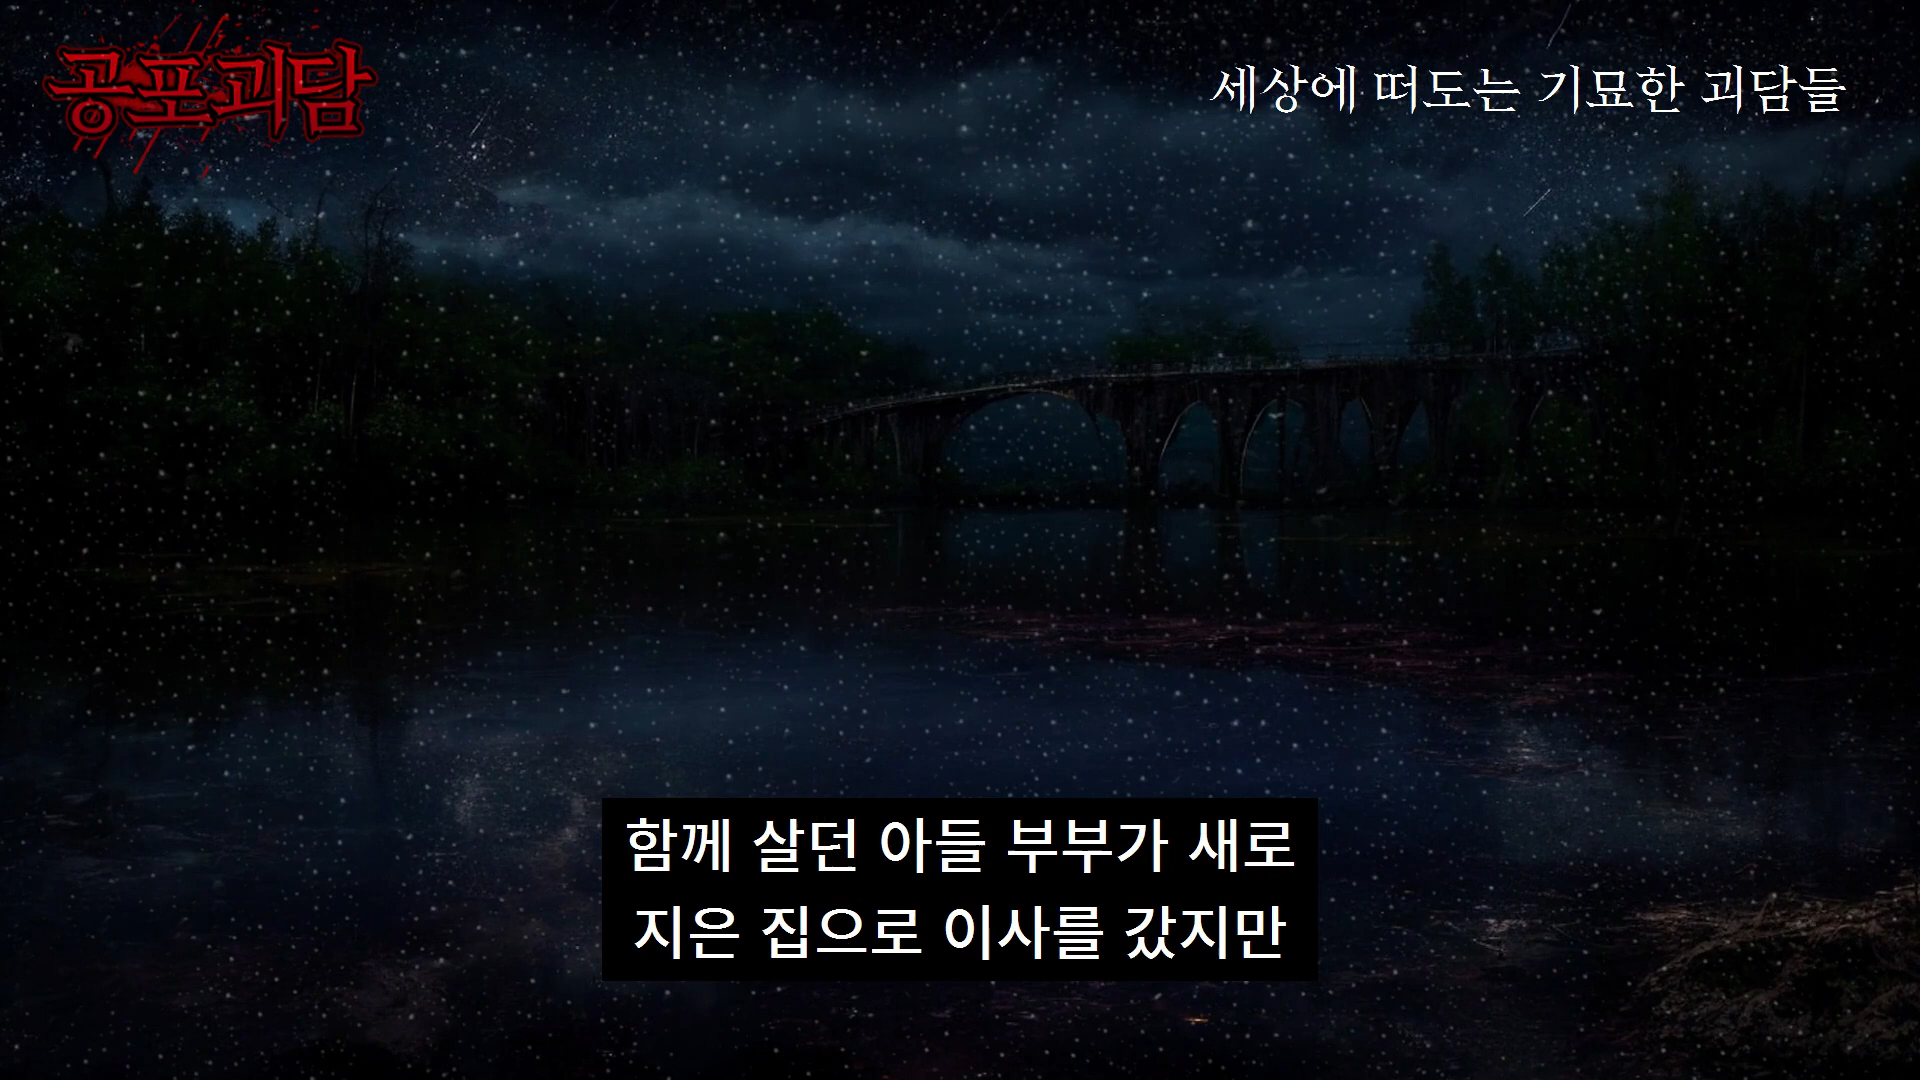 공포괴담
세상에 떠도는 기묘한 괴담들
함께 살던 아들 부부가 새로
지은 집으로 이사를 갔지만